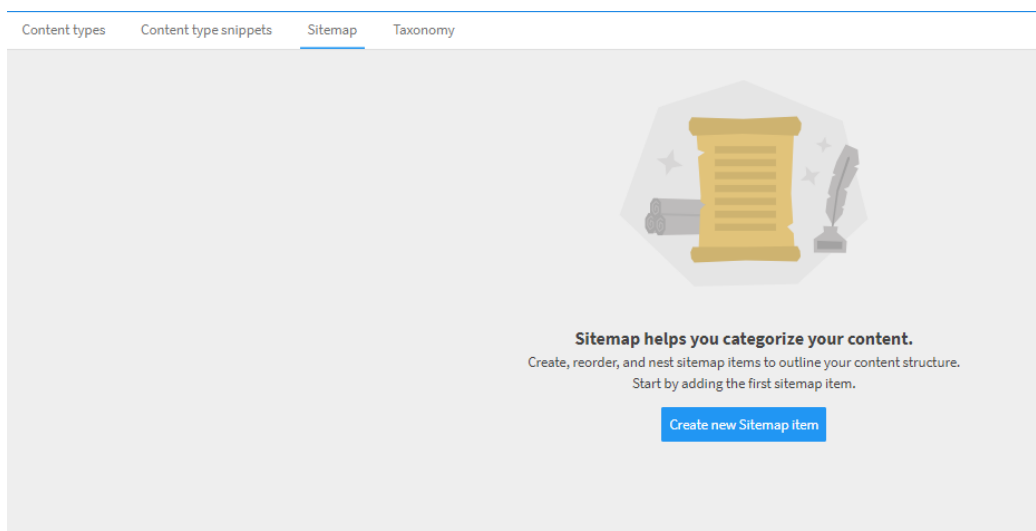 Content types Content type snippets Sitemap Taxonomy
Sitemap helps you categorize your content.
Create, reorder, and nest sitemap items to outline your content structure.
Start by adding the first sitemap item.
Create new Sitemap item